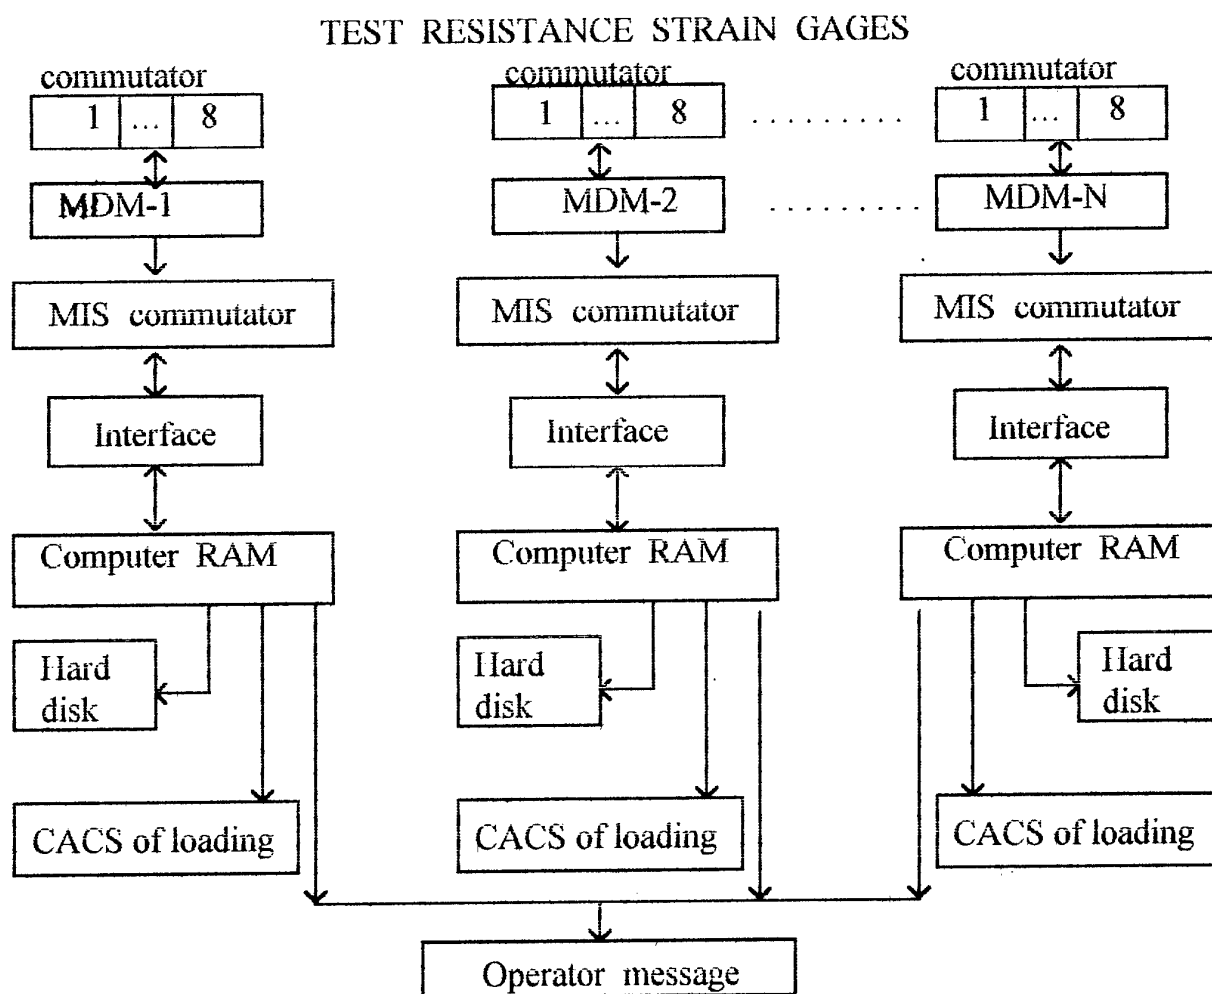 TEST RESISTANCE STRAIN GAGES
commutator commutator commutator
1 ... 8 1 ... 8 . . . . . . . . . 1 ... 8
MDM-1 MDM-2 . . . . . . . . . MDM-N
MIS commutator MIS commutator MIS commutator
Interface Interface Interface
Computer RAM Computer RAM Computer RAM
Hard Hard Hard
disk disk disk
CACS of loading CACS of loading CACS of loading
Operator message